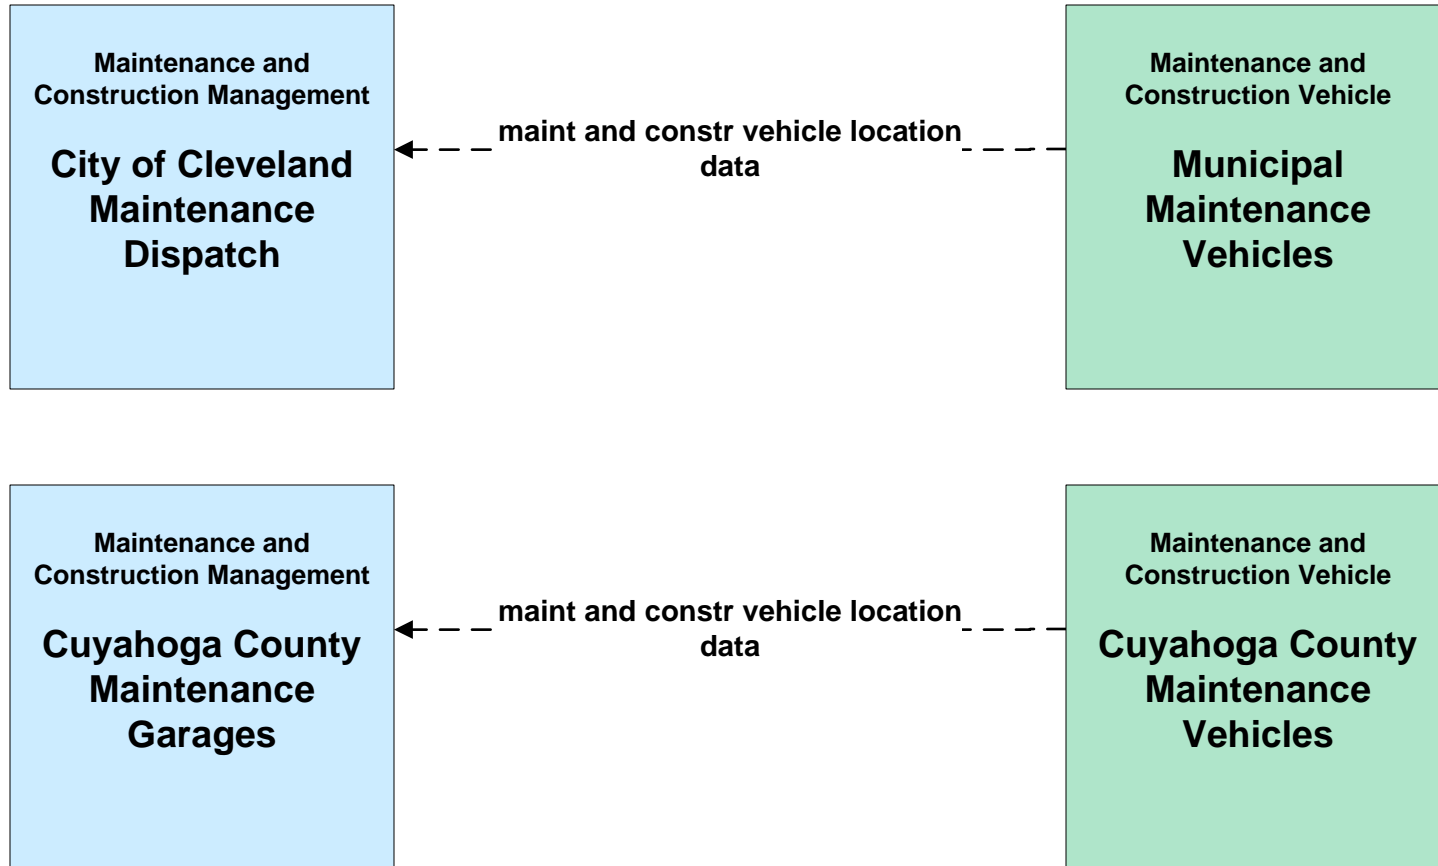 Maintenance and
Construction Management
City of Cleveland
Maintenance
Dispatch
maint and constr vehicle location
data
Maintenance and
Construction Vehicle
Municipal
Maintenance
Vehicles
Maintenance and
Construction Management
Cuyahoga County
Maintenance
Garages
maint and constr vehicle location
data
Maintenance and
Construction Vehicle
Cuyahoga County
Maintenance
Vehicles